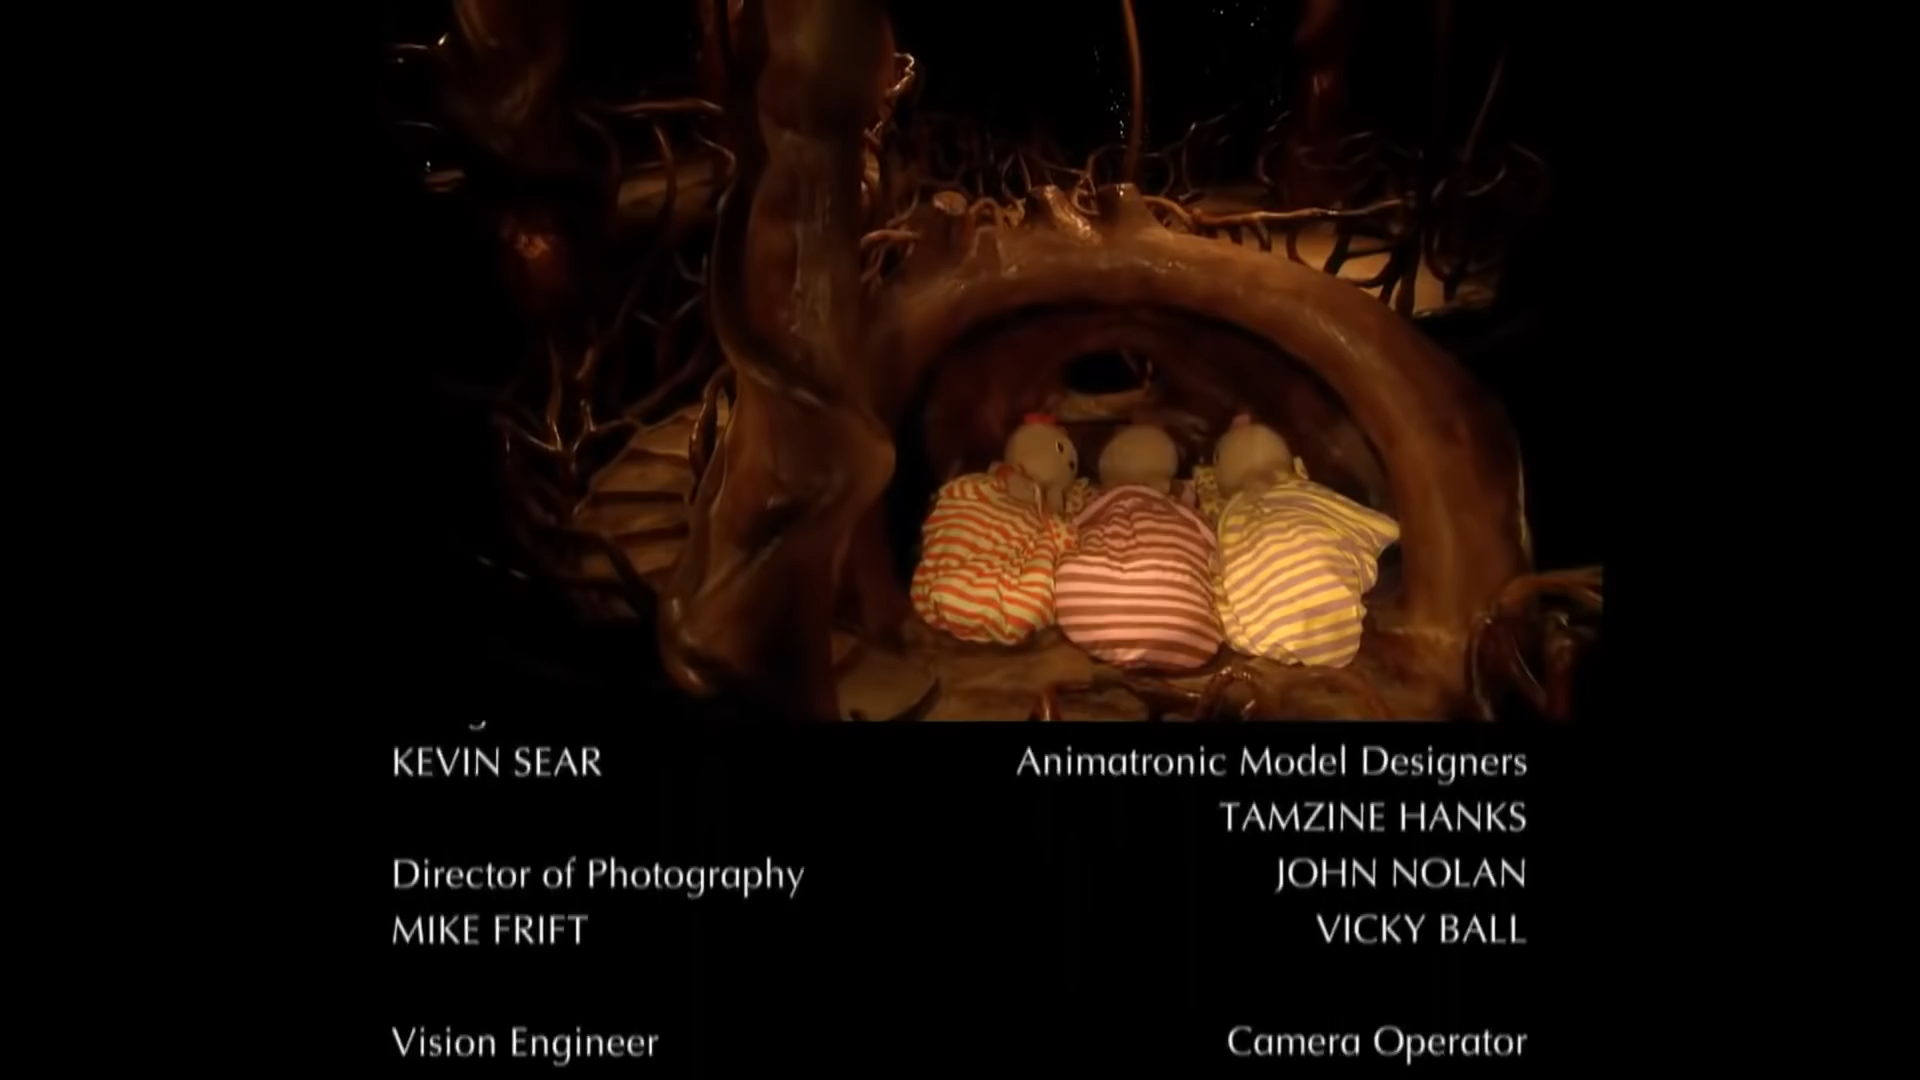 KEVIN SEAR
Director of Photography
MIKE FRIFT
Vision Engineer
Animatronic Model Designers
TAMZINE HANKS
JOHN NOLAN
VICKY BALL
Camera Operator